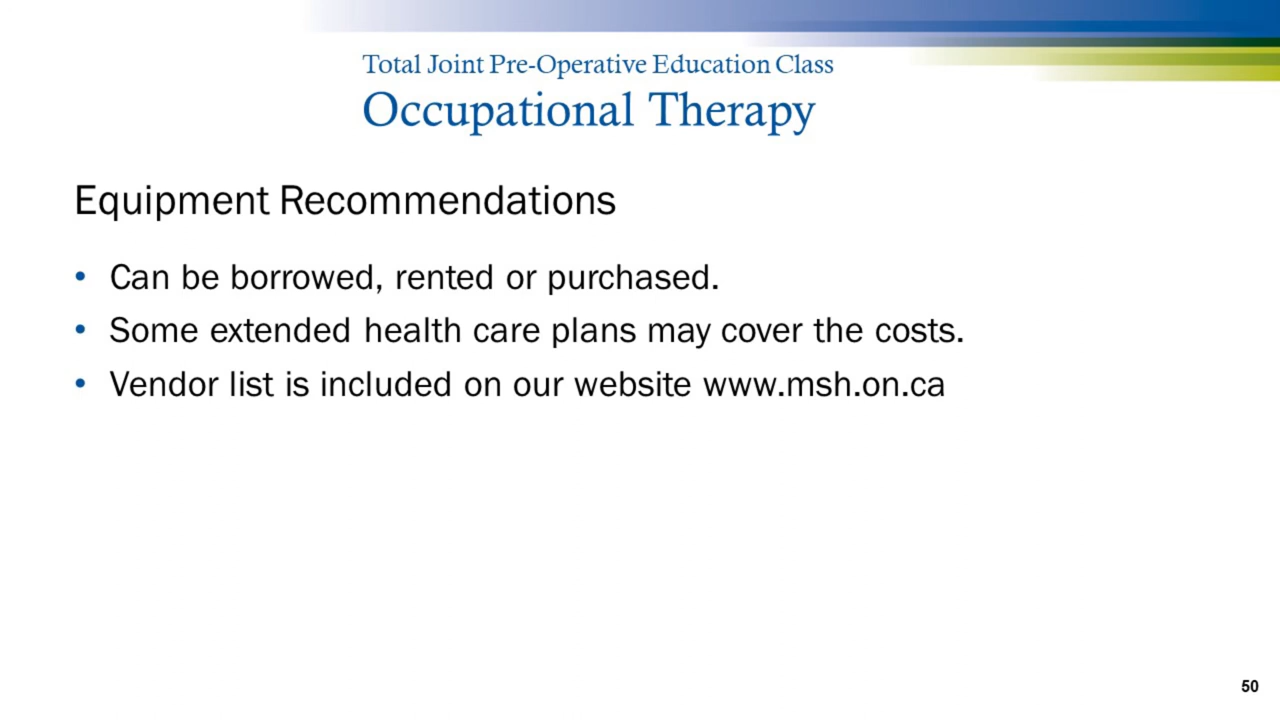 Total Joint Pre-Operative Education Class
Occupational Therapy
Equipment Recommendations
• Can be borrowed, rented or purchased.
• Some extended health care plans may cover the costs.
• Vendor list is included on our website www.msh.on.ca
50